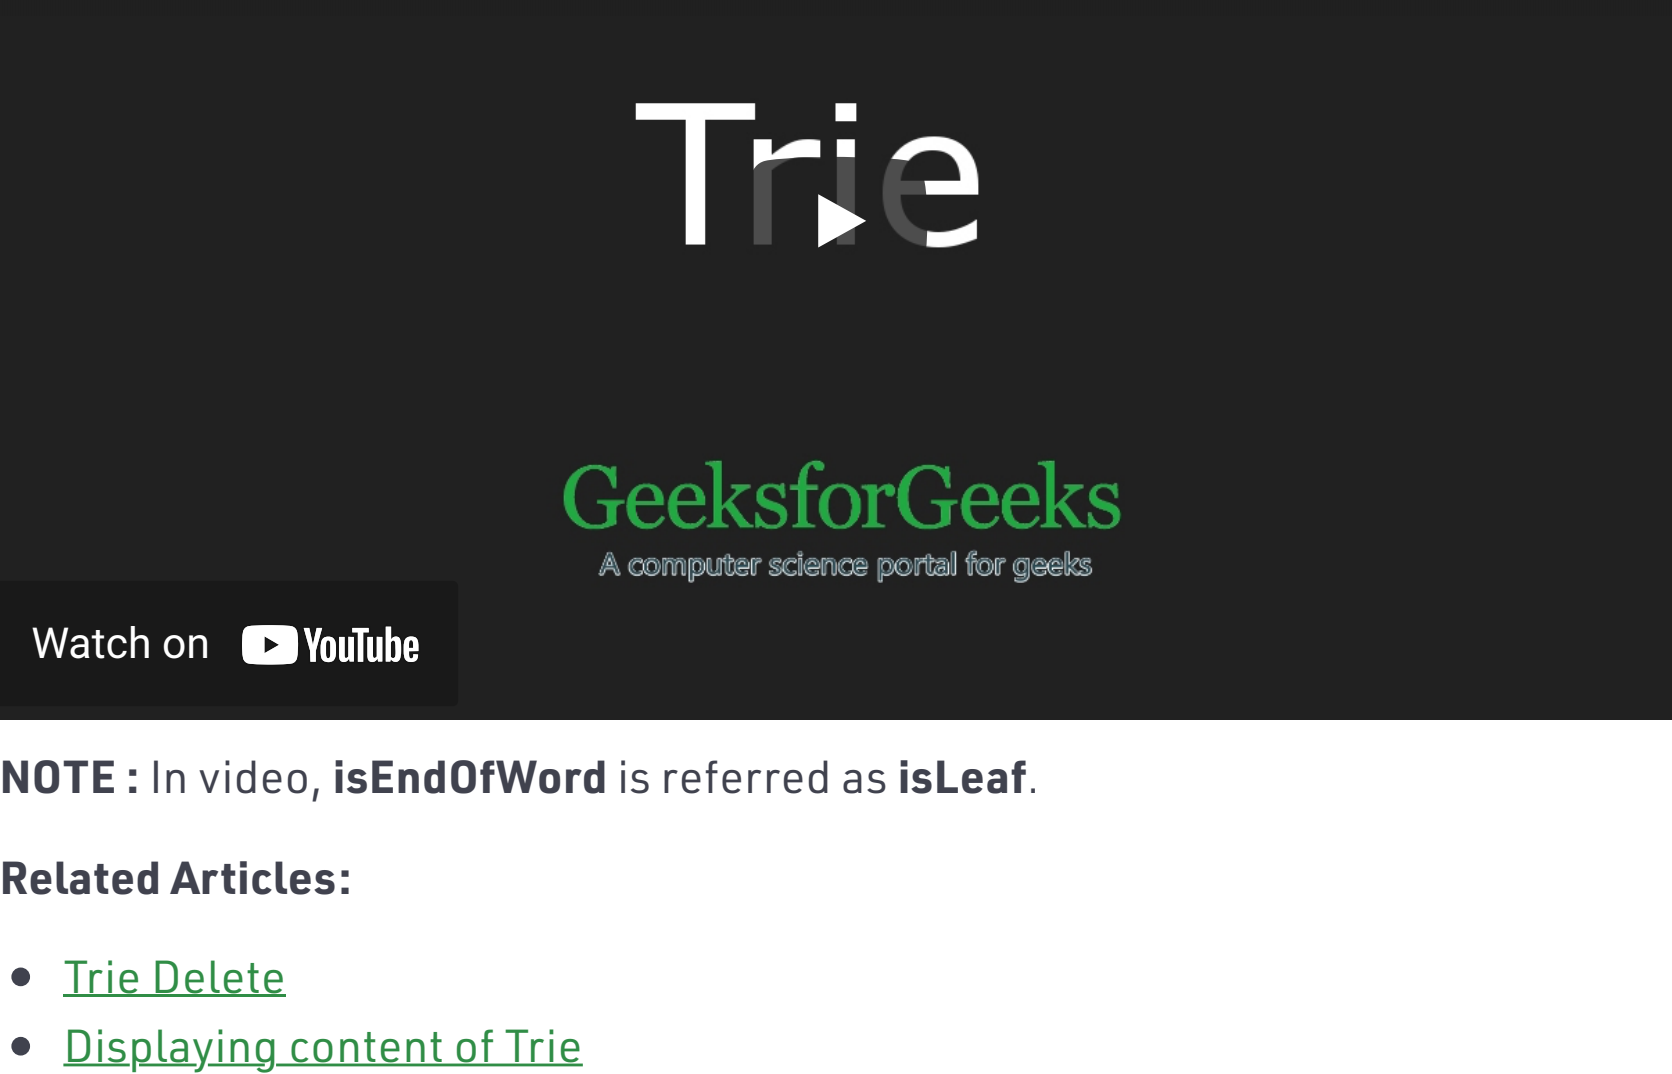 Trie
GeeksforGeeks
A computer science portal for geeks
Watch on YouTube
NOTE : In video, isEndOfWord is referred as isLeaf.
Related Articles:
Trie Delete
Displaying content of Trie